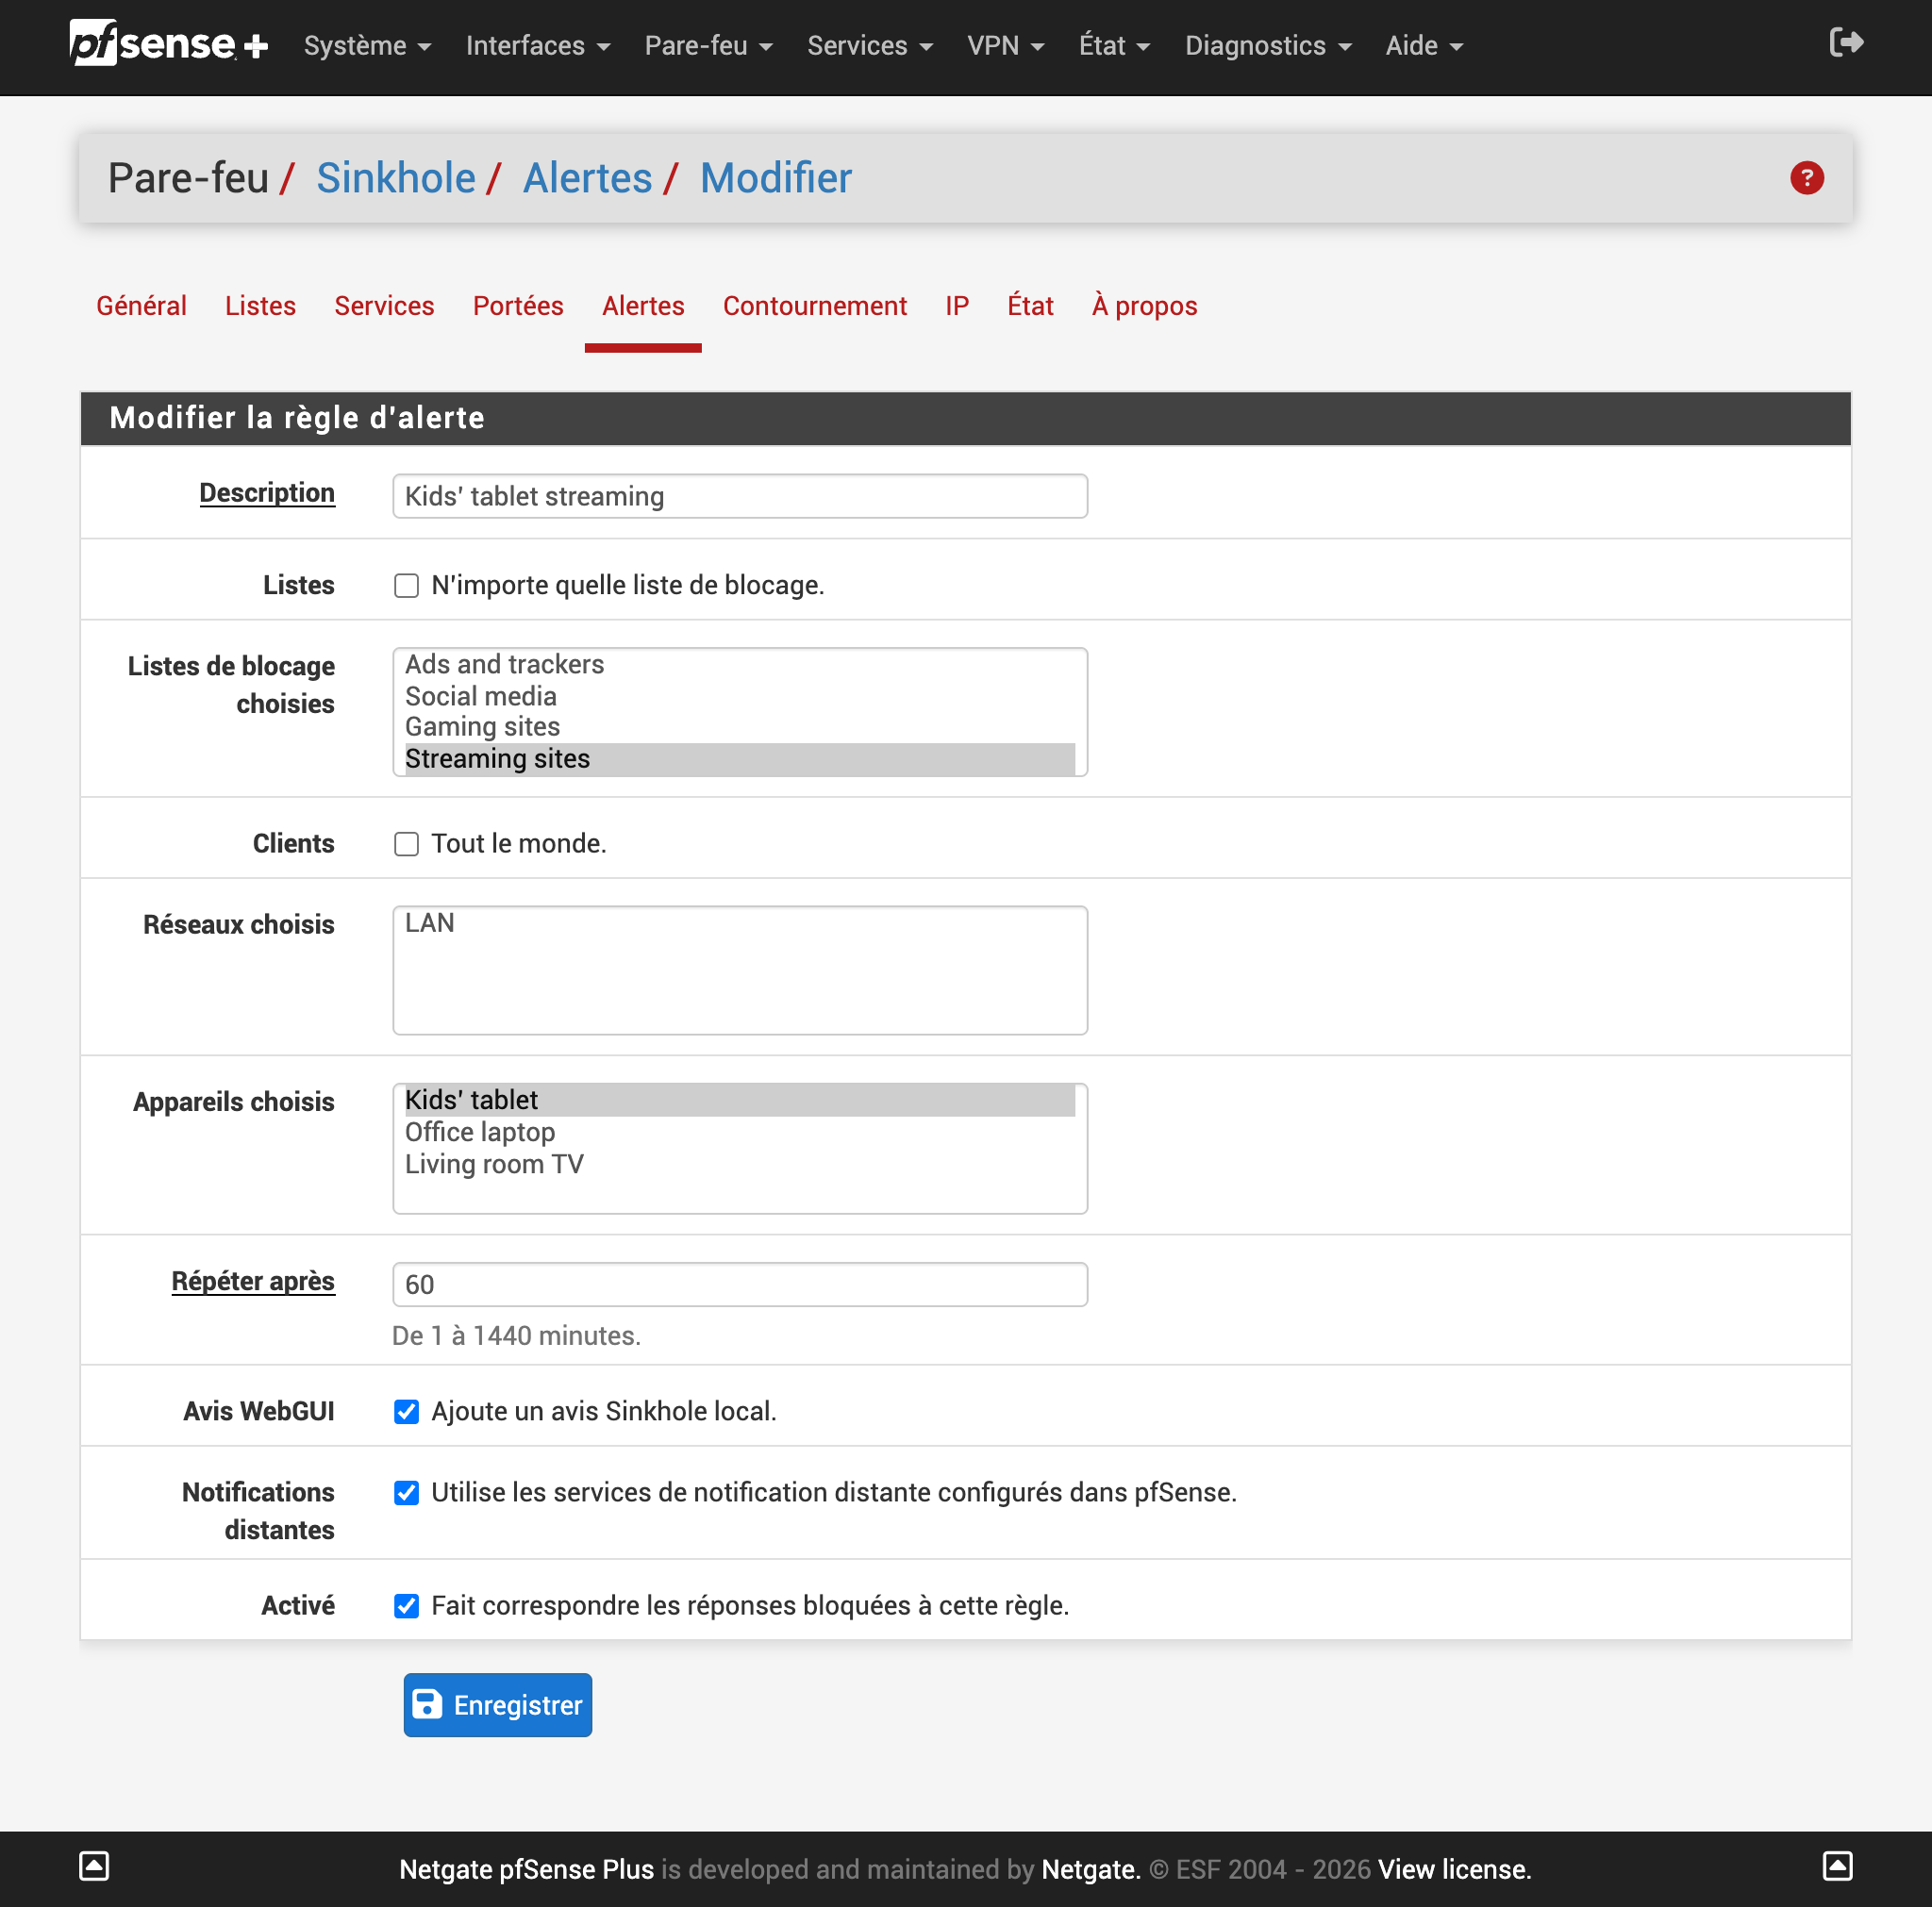 pfsense+ Système Interfaces Pare-feu Services VPN État Diagnostics Aide
Pare-feu / Sinkhole / Alertes / Modifier
Général Listes Services Portées Alertes Contournement IP État À propos
Modifier la règle d'alerte
Description Kids' tablet streaming
Listes N'importe quelle liste de blocage.
Listes de blocage choisies
Ads and trackers
Social media
Gaming sites
Streaming sites
Clients Tout le monde.
Réseaux choisis LAN
Appareils choisis Kids' tablet
Office laptop
Living room TV
Répéter après 60
De 1 à 1440 minutes.
Avis WebGUI Ajoute un avis Sinkhole local.
Notifications distantes Utilise les services de notification distante configurés dans pfSense.
Activé Fait correspondre les réponses bloquées à cette règle.
Enregistrer
Netgate pfSense Plus is developed and maintained by Netgate. © ESF 2004 - 2026 View license.